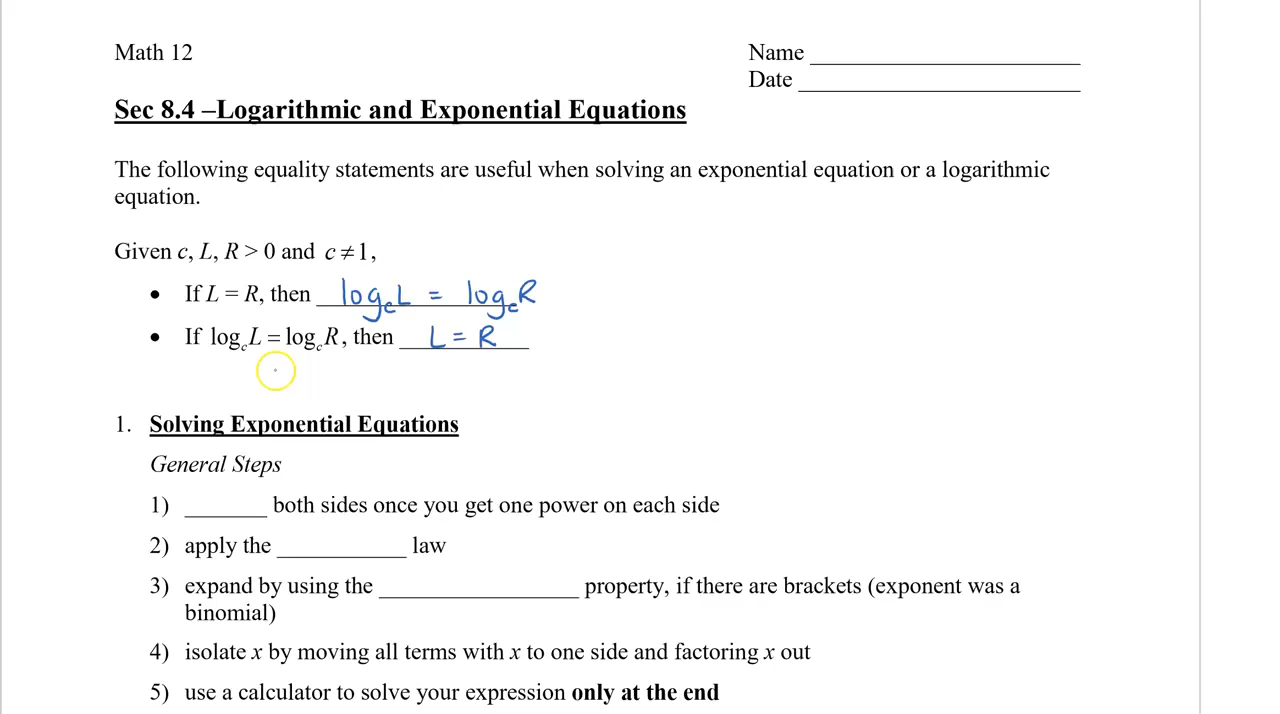 Math 12 Name ____________________
Date ____________________
Sec 8.4 –Logarithmic and Exponential Equations
The following equality statements are useful when solving an exponential equation or a logarithmic
equation.
Given c, L, R > 0 and c ≠ 1,
• If L = R, then log_c L = log_c R
• If log_c L = log_c R, then L = R
1. Solving Exponential Equations
General Steps
1) _______ both sides once you get one power on each side
2) apply the ___________ law
3) expand by using the _________________ property, if there are brackets (exponent was a
binomial)
4) isolate x by moving all terms with x to one side and factoring x out
5) use a calculator to solve your expression only at the end